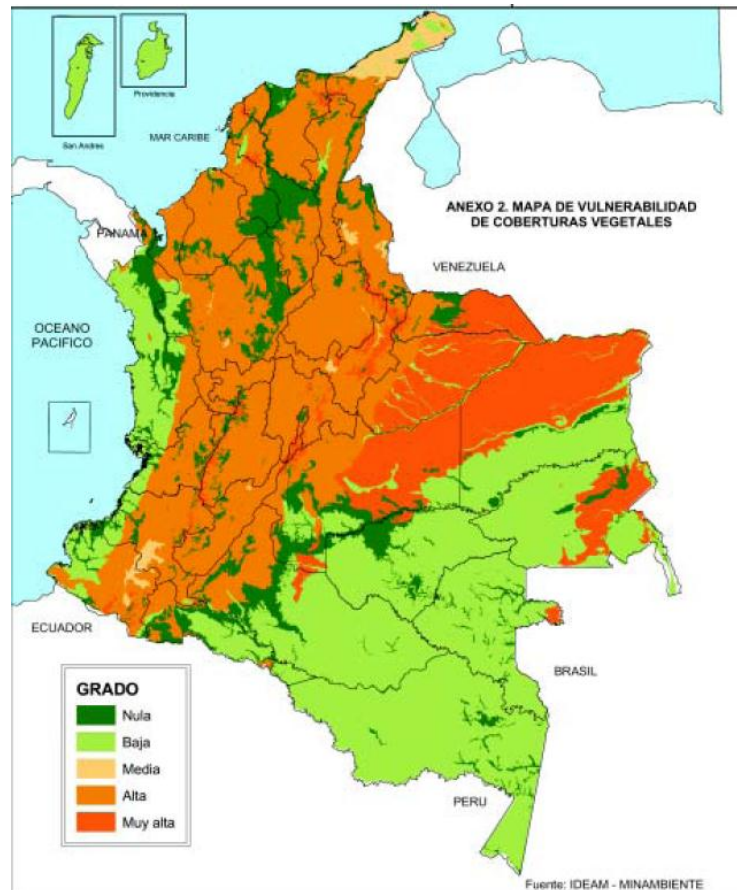 San Andres
Providencia
MAR CARIBE
ANEXO 2. MAPA DE VULNERABILIDAD
DE COBERTURAS VEGETALES
PANAMA
VENEZUELA
OCEANO
PACIFICO
ECUADOR
BRASIL
PERU
GRADO
Nula
Baja
Media
Alta
Muy alta
Fuente: IDEAM - MINAMBIENTE